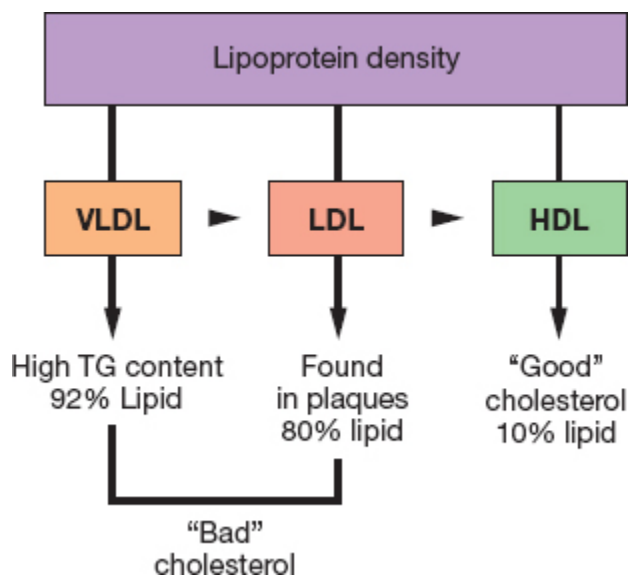 Lipoprotein density
VLDL
LDL
HDL
High TG content
92% Lipid
Found
in plaques
80% lipid
“Good”
cholesterol
10% lipid
“Bad”
cholesterol